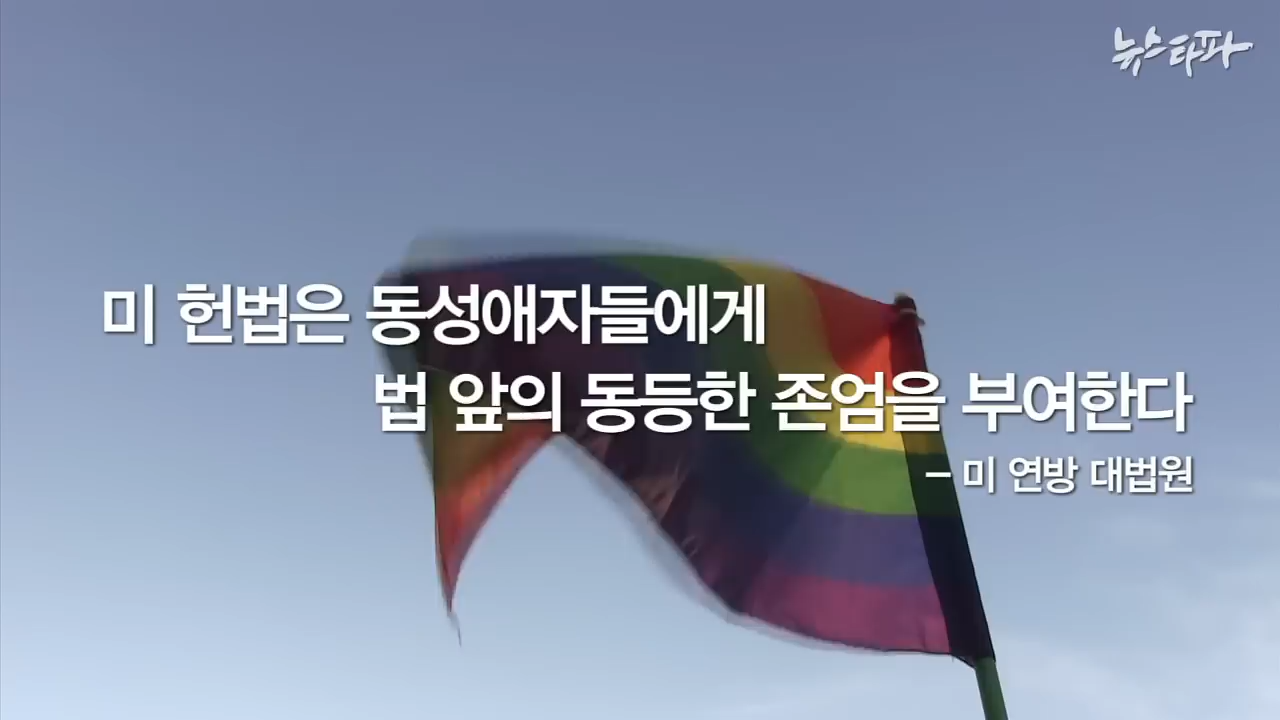 뉴스타파
미 헌법은 동성애자들에게
법 앞의 동등한 존엄을 부여한다
– 미 연방 대법원